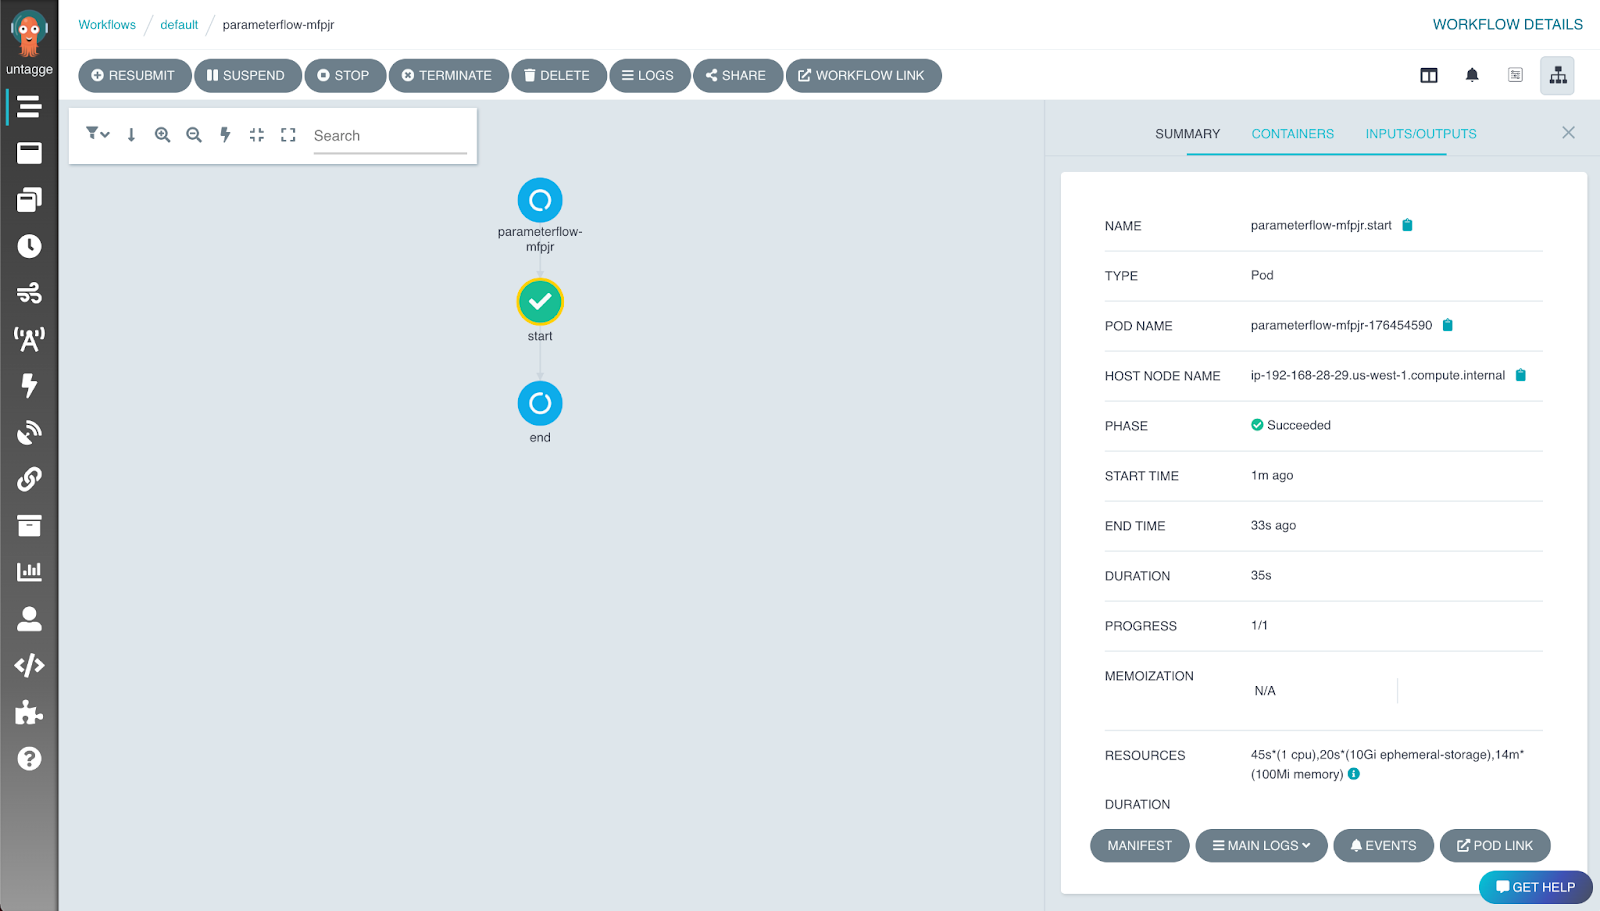 untagge
Workflows / default / parameterflow-mfpjr
WORKFLOW DETAILS
RESUBMIT SUSPEND STOP TERMINATE DELETE LOGS SHARE WORKFLOW LINK
Search
parameterflow-
mfpjr
start
end
SUMMARY CONTAINERS INPUTS/OUTPUTS
NAME parameterflow-mfpjr.start
TYPE Pod
POD NAME parameterflow-mfpjr-176454590
HOST NODE NAME ip-192-168-28-29.us-west-1.compute.internal
PHASE Succeeded
START TIME 1m ago
END TIME 33s ago
DURATION 35s
PROGRESS 1/1
MEMOIZATION
N/A
RESOURCES 45s*(1 cpu),20s*(10Gi ephemeral-storage),14m*
(100Mi memory)
DURATION
MANIFEST MAIN LOGS EVENTS POD LINK
GET HELP